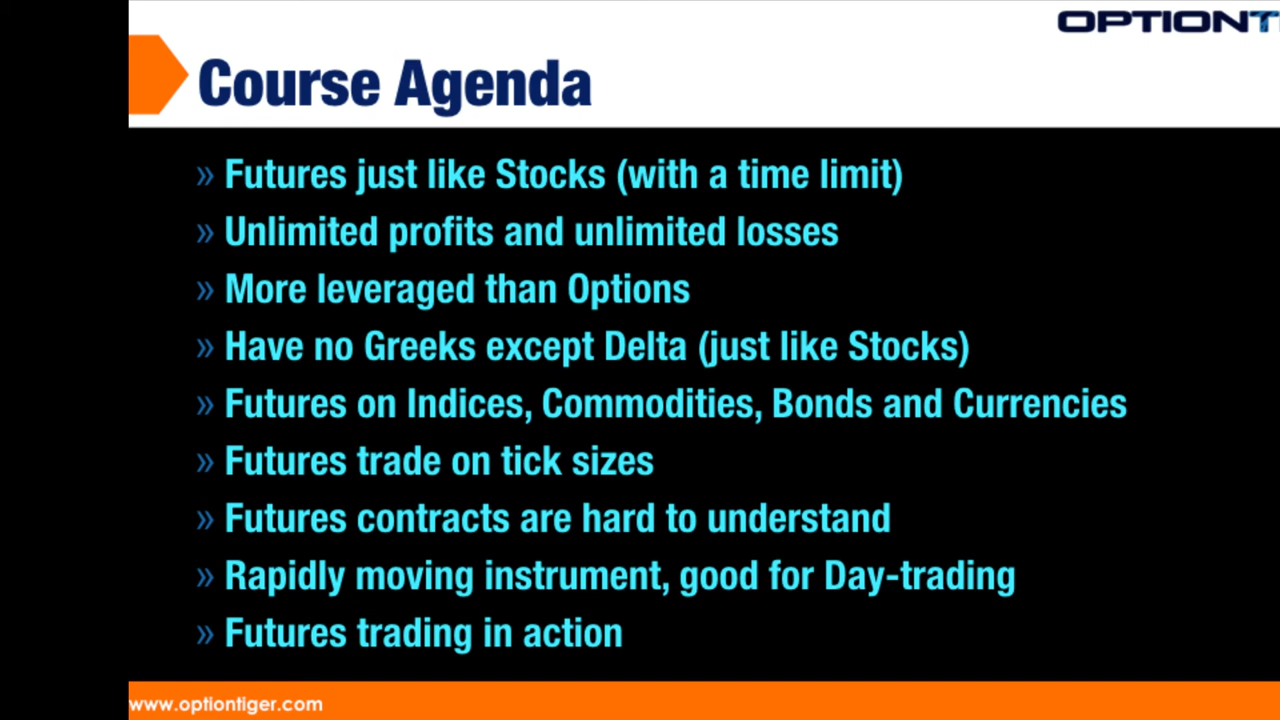 OPTIONT
Course Agenda
» Futures just like Stocks (with a time limit)
» Unlimited profits and unlimited losses
» More leveraged than Options
» Have no Greeks except Delta (just like Stocks)
» Futures on Indices, Commodities, Bonds and Currencies
» Futures trade on tick sizes
» Futures contracts are hard to understand
» Rapidly moving instrument, good for Day-trading
» Futures trading in action
www.optiontiger.com